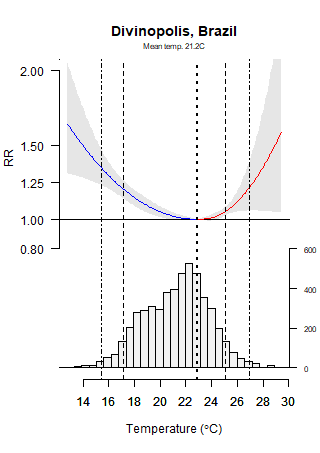 Divinopolis, Brazil
Mean temp. 21.2C
2.00
1.50
1.25
1.00
0.80
RR
600
400
200
0
14 16 18 20 22 24 26 28 30
Temperature (°C)